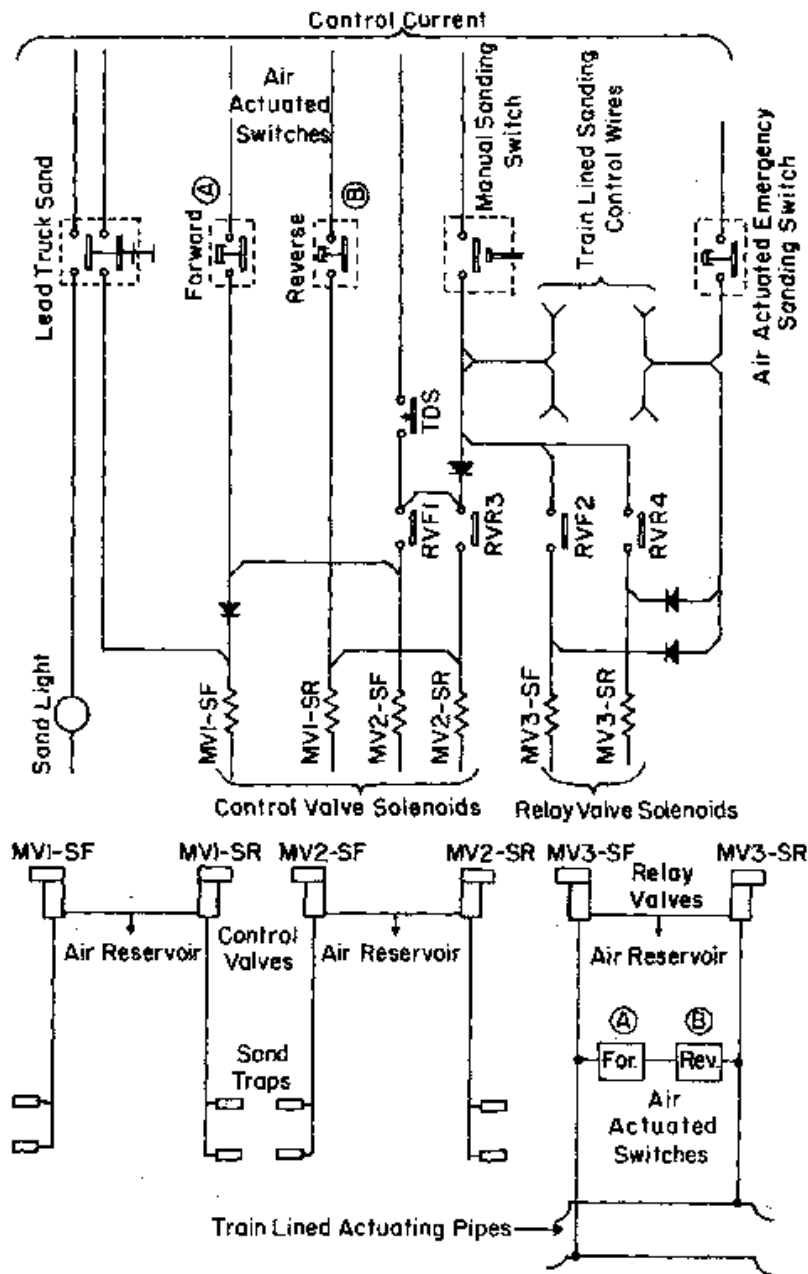 Control Current
Air
Actuated
Switches
Lead Truck Sand
Forward
A
Reverse
B
Manual Sanding
Switch
Train Lined Sanding
Control Wires
Air Actuated Emergency
Sanding Switch
TDS
RVF1
RVR3
RVF2
RVR4
Sand Light
MV1-SF
MV1-SR
MV2-SF
MV2-SR
MV3-SF
MV3-SR
Control Valve Solenoids
Relay Valve Solenoids
MV1-SF
MV1-SR
MV2-SF
MV2-SR
MV3-SF
MV3-SR
Relay
Valves
Air Reservoir
Control
Valves
Air Reservoir
Air Reservoir
A
B
For.
Rev.
Sand
Traps
Air
Actuated
Switches
Train Lined Actuating Pipes